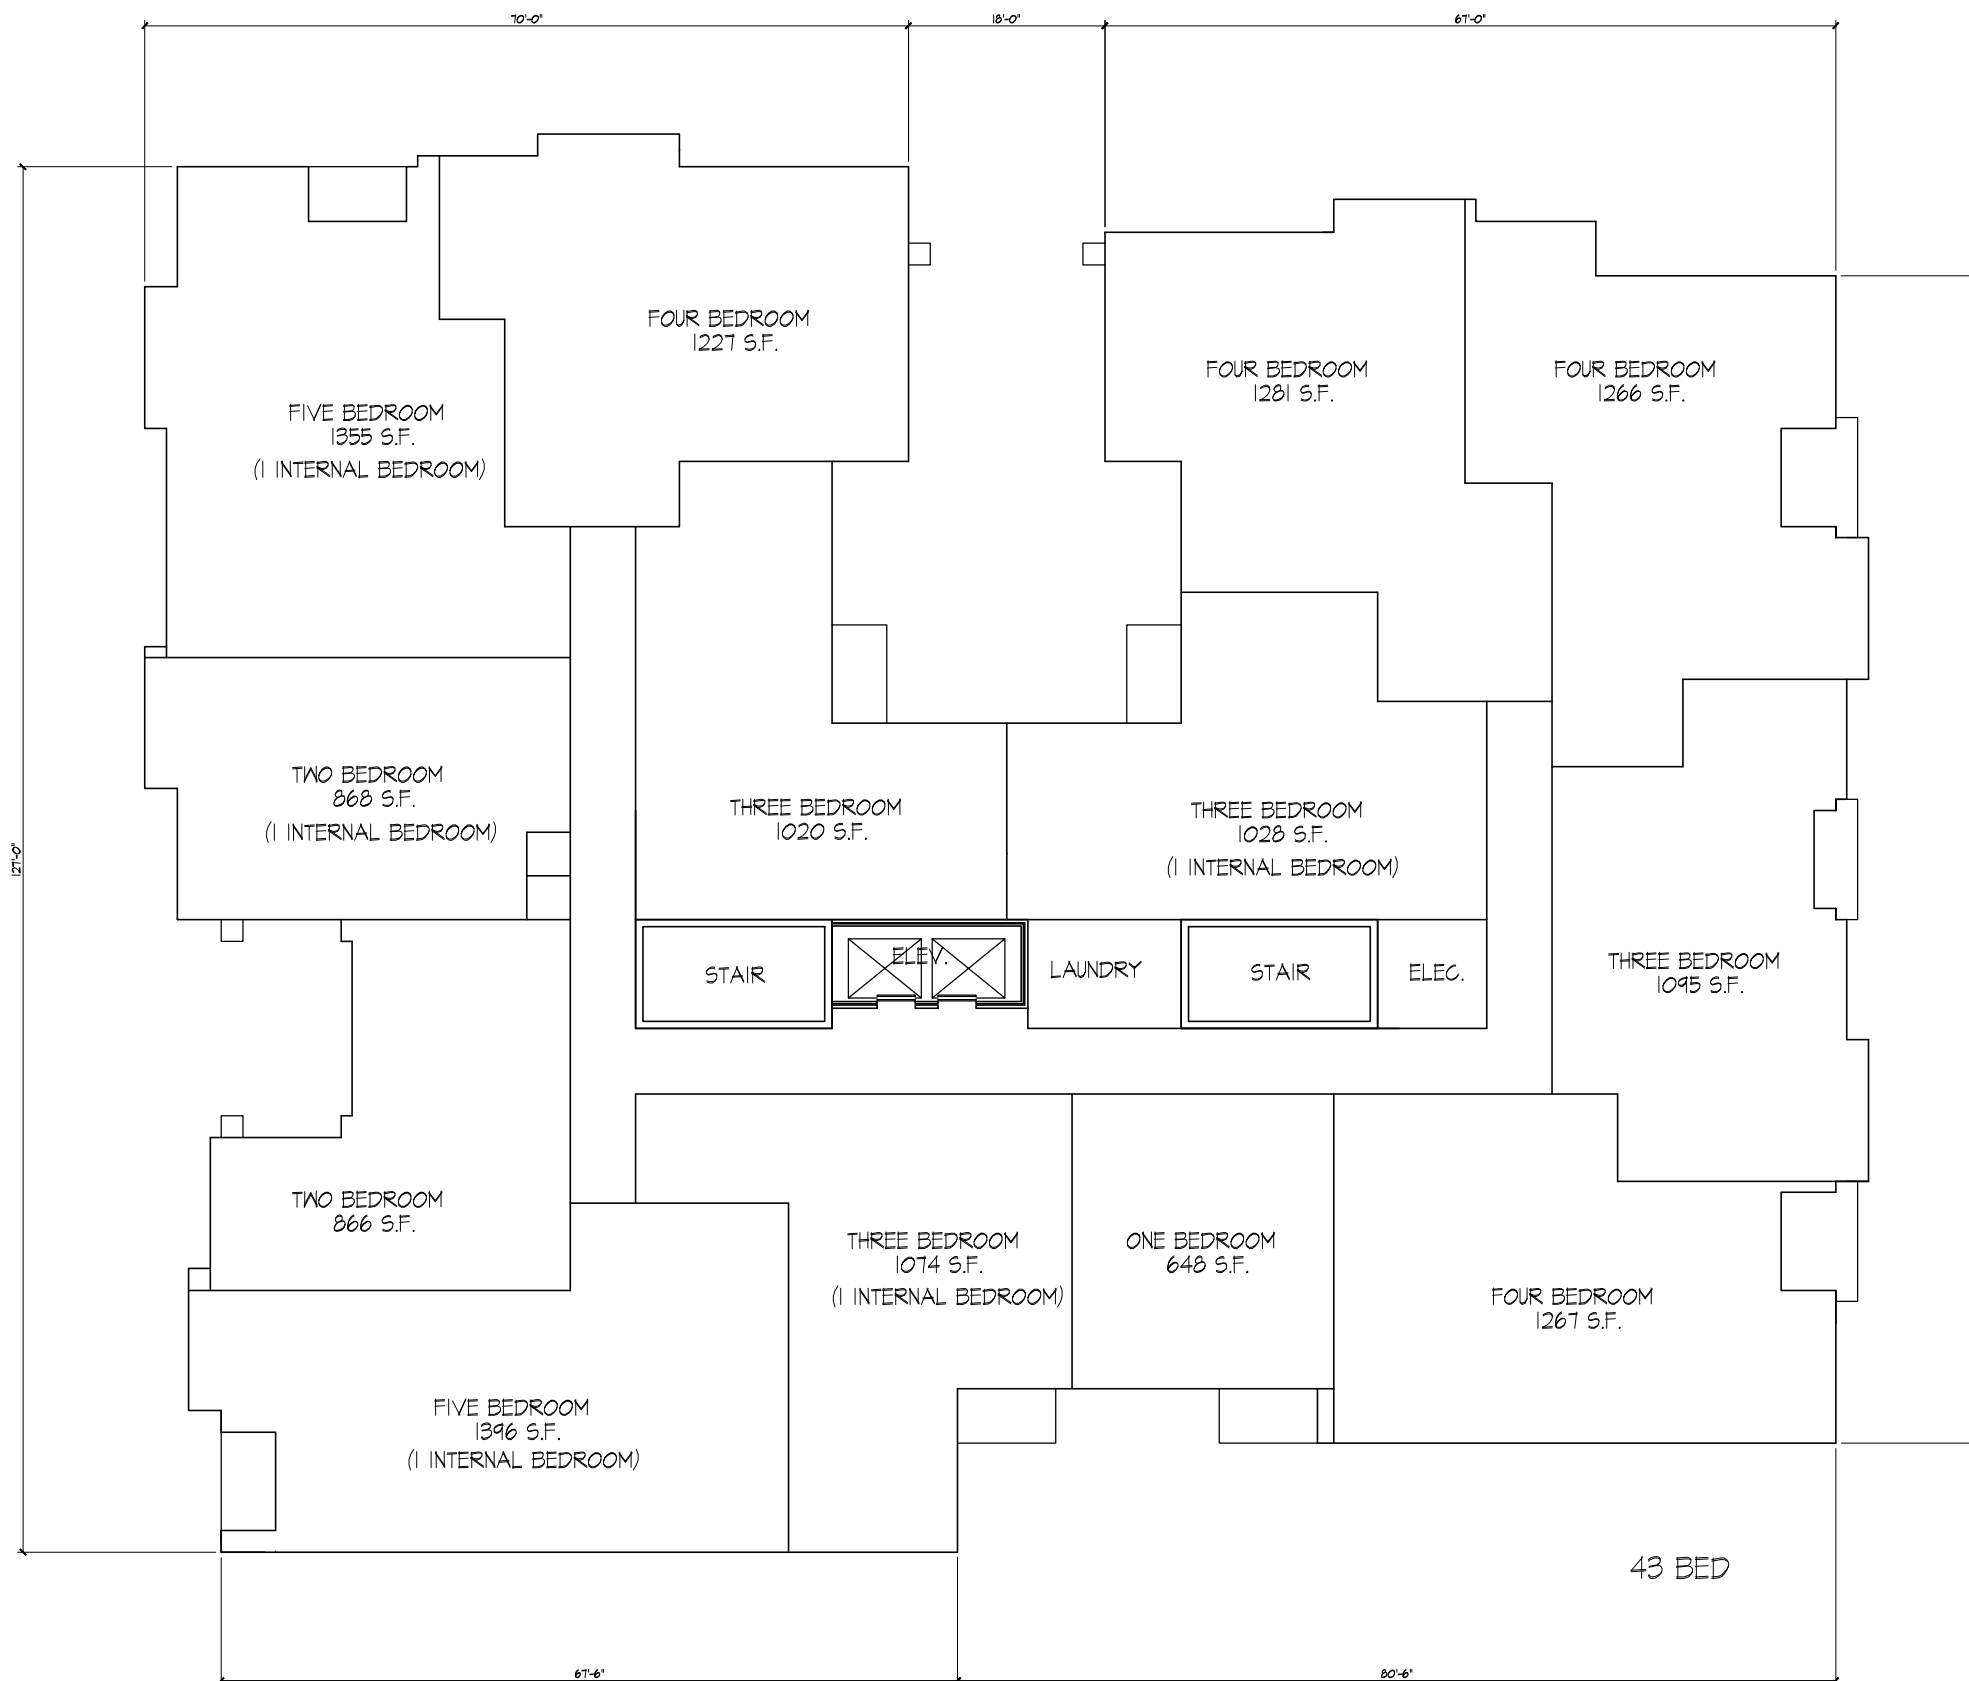 70'-0"
18'-0"
67'-0"
FOUR BEDROOM
1227 S.F.
FOUR BEDROOM
1281 S.F.
FOUR BEDROOM
1266 S.F.
FIVE BEDROOM
1355 S.F.
(1 INTERNAL BEDROOM)
TWO BEDROOM
868 S.F.
(1 INTERNAL BEDROOM)
THREE BEDROOM
1020 S.F.
THREE BEDROOM
1028 S.F.
(1 INTERNAL BEDROOM)
127'-0"
STAIR
ELEV.
LAUNDRY
STAIR
ELEC.
THREE BEDROOM
1095 S.F.
TWO BEDROOM
866 S.F.
THREE BEDROOM
1074 S.F.
(1 INTERNAL BEDROOM)
ONE BEDROOM
648 S.F.
FOUR BEDROOM
1267 S.F.
FIVE BEDROOM
1396 S.F.
(1 INTERNAL BEDROOM)
43 BED
67'-6"
80'-6"